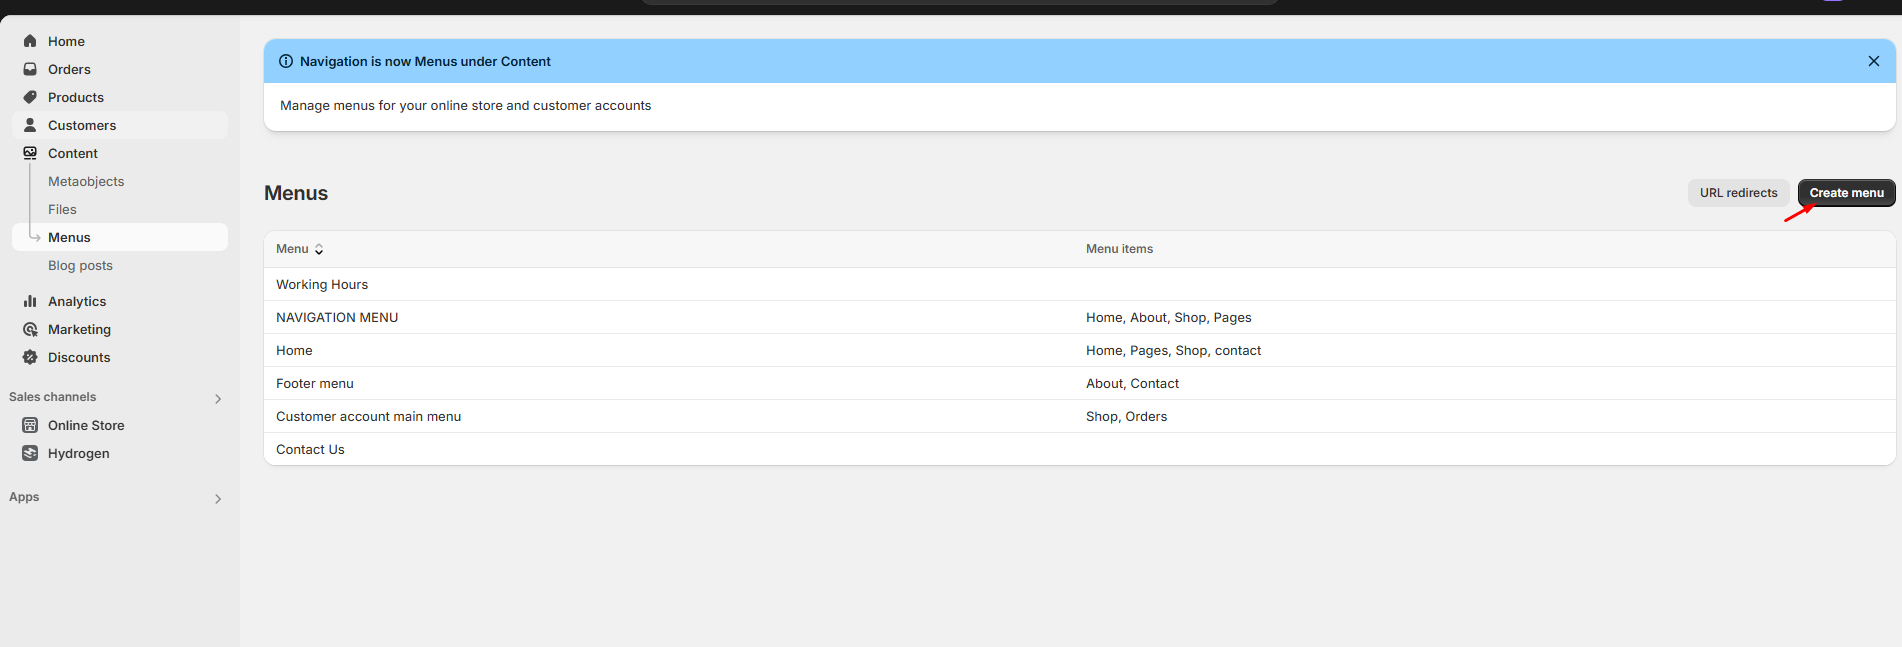 Home
Orders
Products
Customers
Content
Metaobjects
Files
Menus
Blog posts
Analytics
Marketing
Discounts
Sales channels
Online Store
Hydrogen
Apps
Navigation is now Menus under Content
Manage menus for your online store and customer accounts
Menus
URL redirects
Create menu
Menu Menu items
Working Hours
NAVIGATION MENU Home, About, Shop, Pages
Home Home, Pages, Shop, contact
Footer menu About, Contact
Customer account main menu Shop, Orders
Contact Us